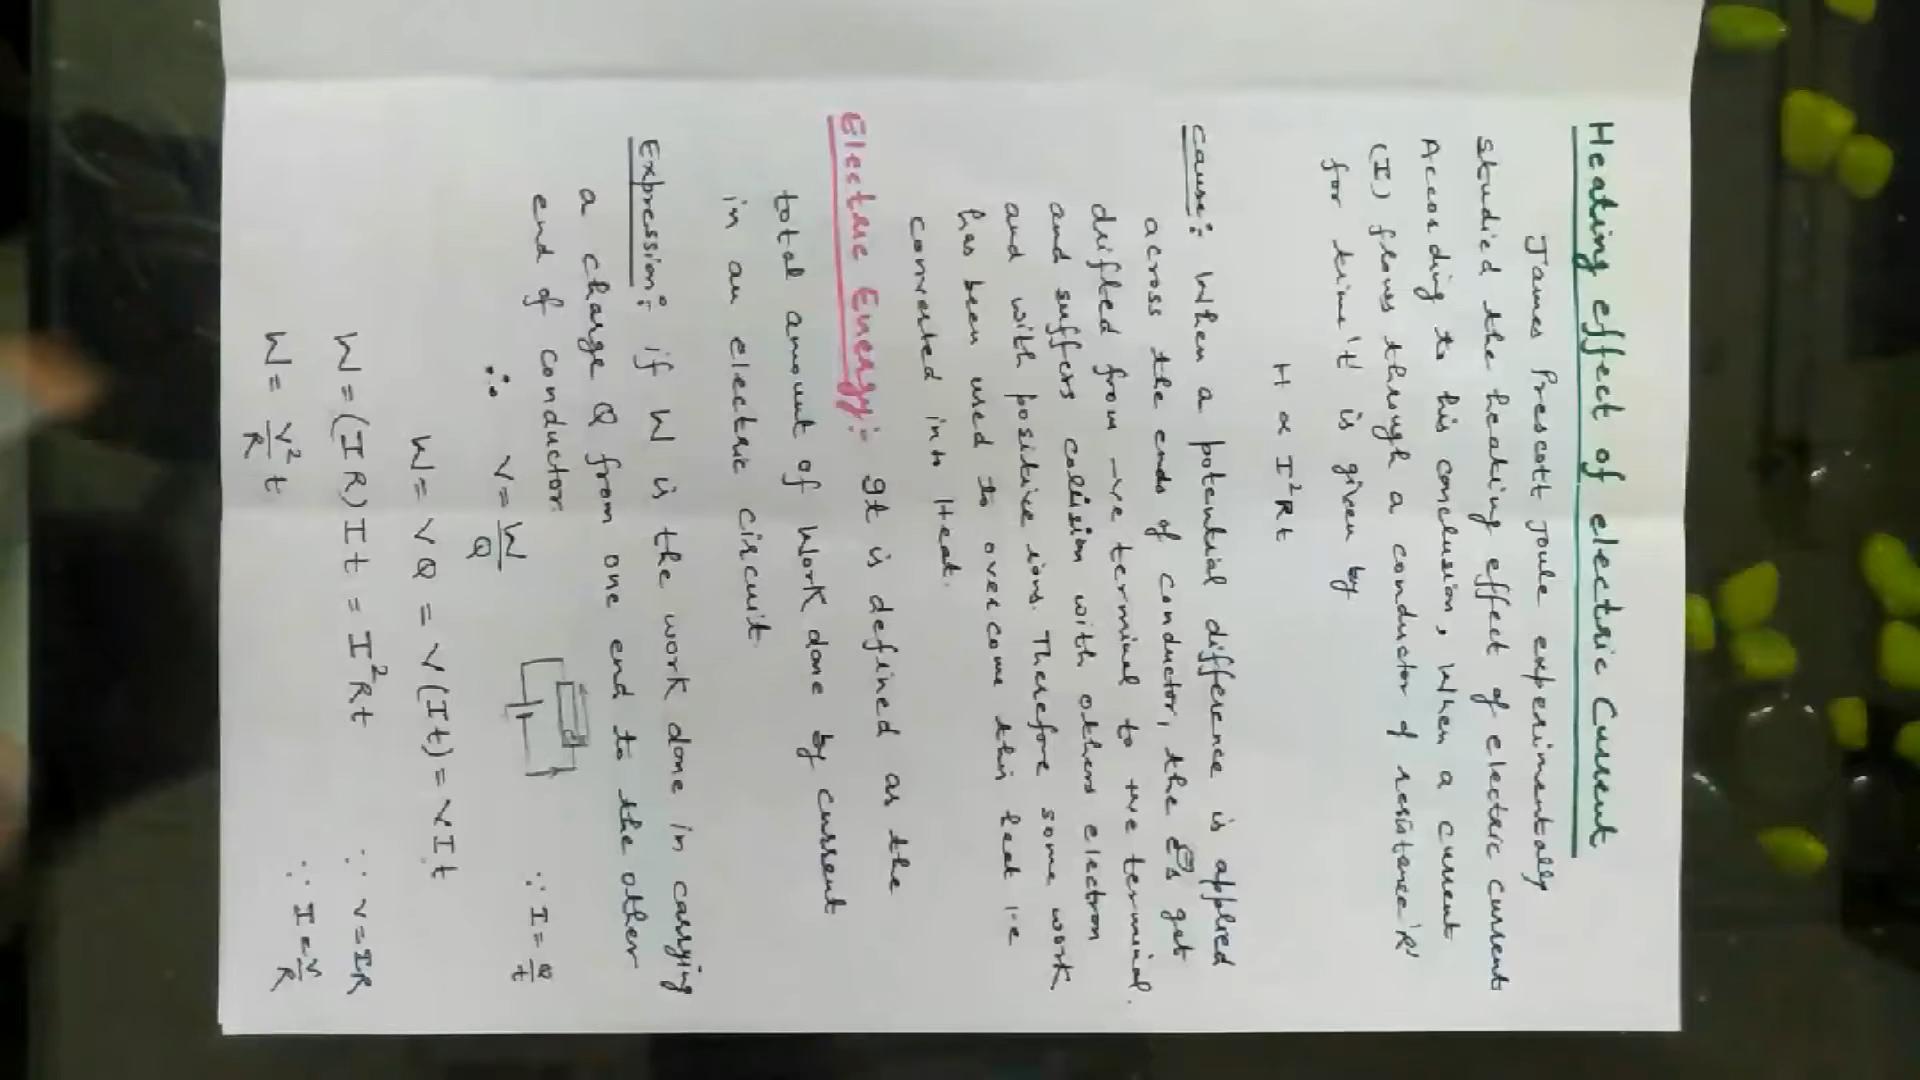 Heating effect of electric Current
James Prescott Joule experimentally
studied the heating effect of electric current
According to his conclusion, When a current
(I) flows through a conductor of resistance 'R'
for time 't' is given by
H ∝ I²Rt
Cause: When a potential difference is applied
across the ends of conductor, the e⁻s get
drifted from -ve terminal to +ve terminal.
and suffers collision with others electron
and with positive ions. Therefore some work
has been used to overcome this heat i.e
converted into Heat.
Electric Energy:- It is defined as the
total amount of Work done by current
in an electric circuit
Expression: if W is the work done in carrying
a charge Q from one end to the other
end of conductor.
∴ V = W/Q ∵ I = Q/t
W = VQ = V(It) = VIt
W = (IR)It = I²Rt ∵ V = IR
W = V²/R t ∵ I = V/R